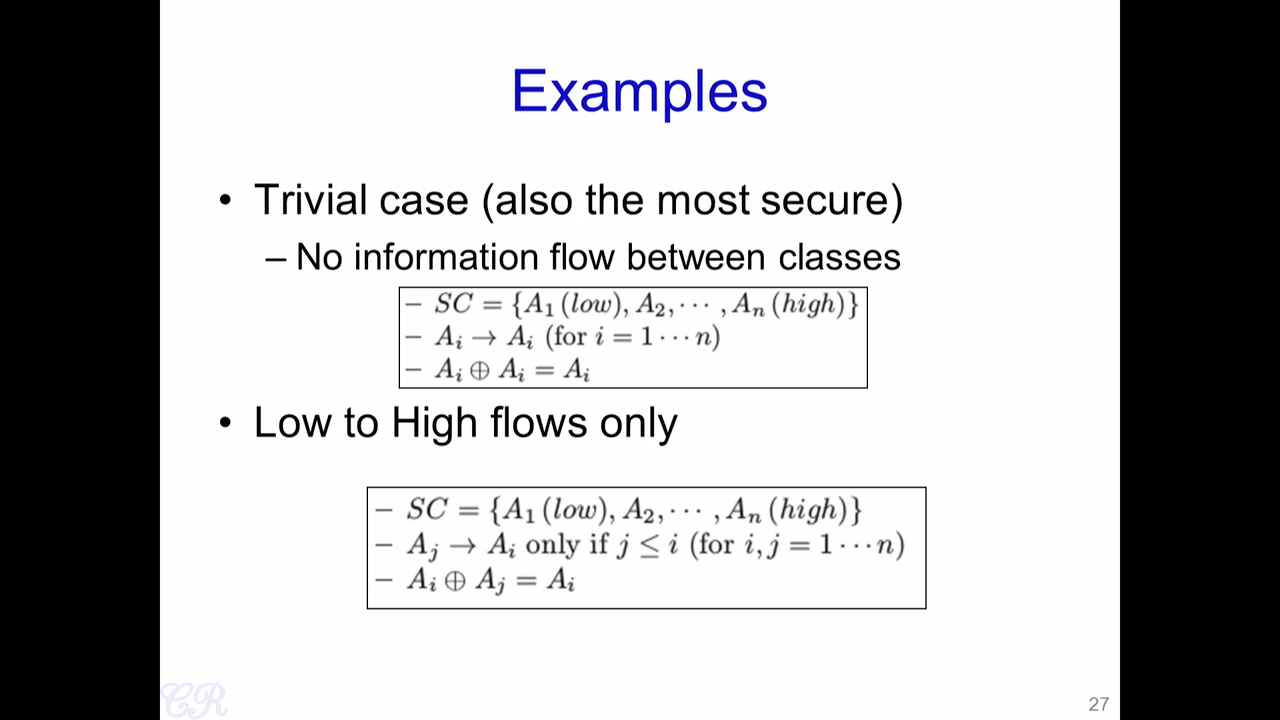 Examples
• Trivial case (also the most secure)
– No information flow between classes
– SC = {A₁ (low), A₂, ··· , Aₙ (high)}
– Aᵢ → Aᵢ (for i = 1 ··· n)
– Aᵢ ⊕ Aᵢ = Aᵢ
• Low to High flows only
– SC = {A₁ (low), A₂, ··· , Aₙ (high)}
– Aⱼ → Aᵢ only if j ≤ i (for i, j = 1 ··· n)
– Aᵢ ⊕ Aⱼ = Aᵢ
CR
27